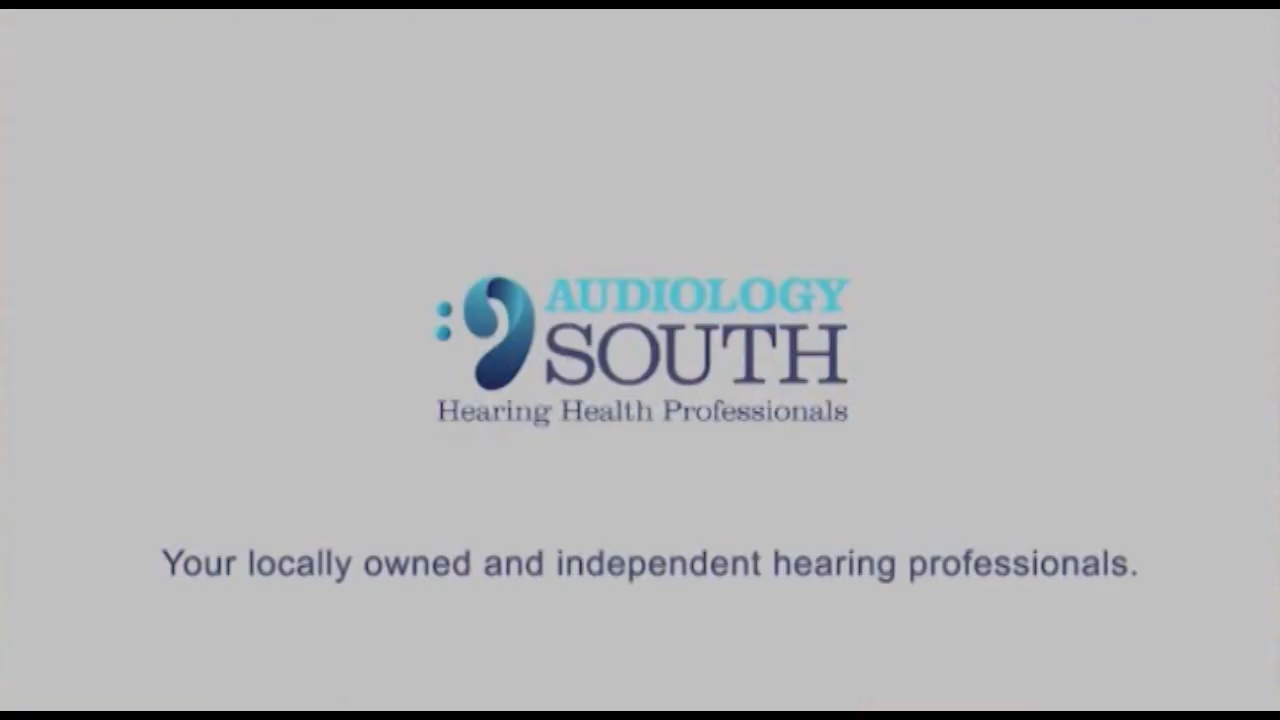 AUDIOLOGY
SOUTH
Hearing Health Professionals
Your locally owned and independent hearing professionals.